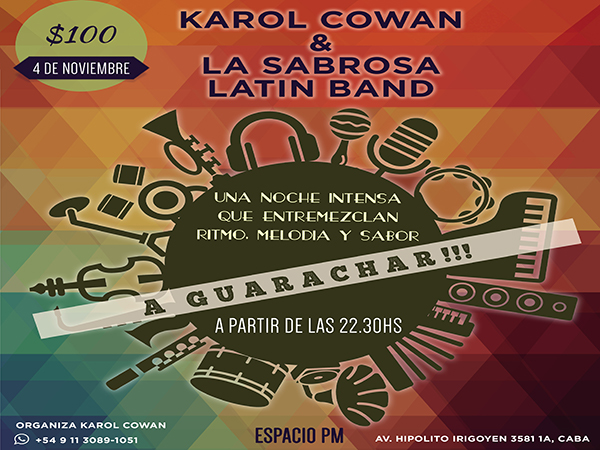 $100
4 DE NOVIEMBRE
KAROL COWAN
&
LA SABROSA
LATIN BAND
UNA NOCHE INTENSA
QUE ENTREMEZCLAN
RITMO, MELODIA Y SABOR
A GUARACHAR!!!
A PARTIR DE LAS 22.30HS
ORGANIZA KAROL COWAN
+54 9 11 3089-1051
ESPACIO PM
AV. HIPOLITO IRIGOYEN 3581 1A, CABA